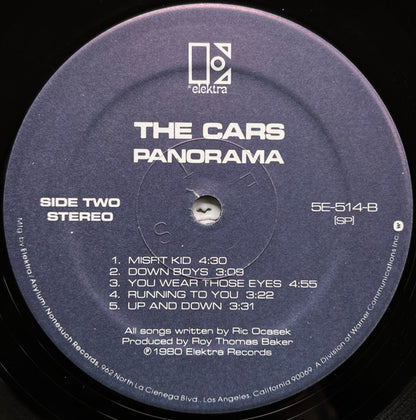 elektra
THE CARS
PANORAMA
SIDE TWO
STEREO
5E-514-B
[SP]
1. MISFIT KID 4:30
2. DOWN BOYS 3:09
3. YOU WEAR THOSE EYES 4:55
4. RUNNING TO YOU 3:22
5. UP AND DOWN 3:31
All songs written by Ric Ocasek
Produced by Roy Thomas Baker
℗ 1980 Elektra Records
Mfg. by Elektra / Asylum / Nonesuch Records, 962 North La Cienega Blvd., Los Angeles, California 90069. A Division of Warner Communications Inc.